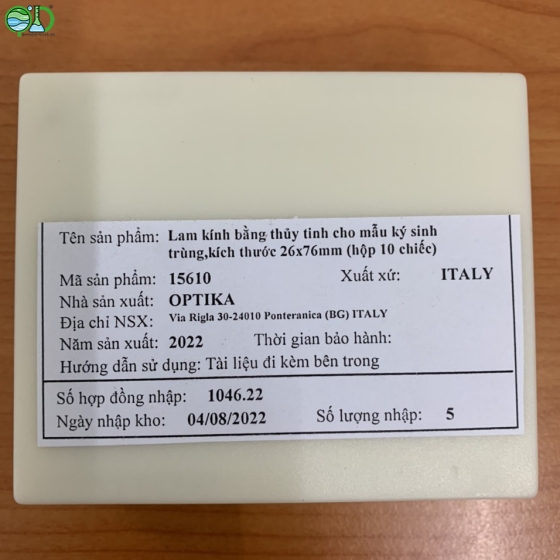 Tên sản phẩm: Lam kính bằng thủy tinh cho mẫu ký sinh
trùng,kích thước 26x76mm (hộp 10 chiếc)
Mã sản phẩm: 15610 Xuất xứ: ITALY
Nhà sản xuất: OPTIKA
Địa chỉ NSX: Via Rigla 30-24010 Ponteranica (BG) ITALY
Năm sản xuất: 2022 Thời gian bảo hành:
Hướng dẫn sử dụng: Tài liệu đi kèm bên trong
Số hợp đồng nhập: 1046.22
Ngày nhập kho: 04/08/2022 Số lượng nhập: 5